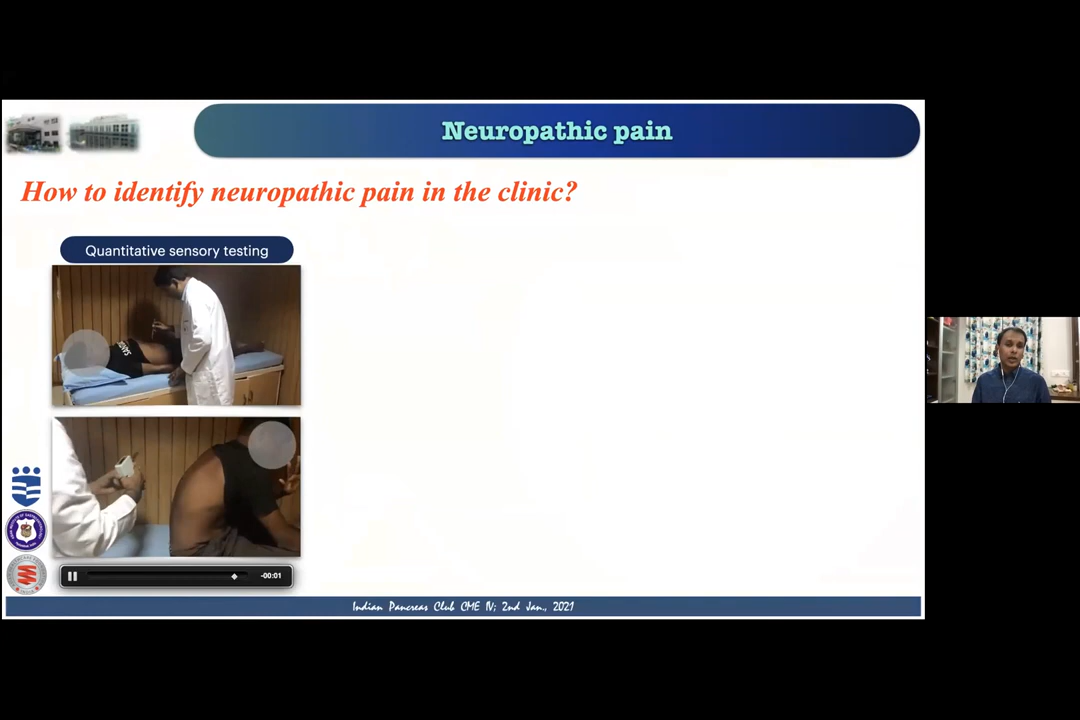 Neuropathic pain
How to identify neuropathic pain in the clinic?
Quantitative sensory testing
-00:01
Indian Pancreas Club CME IV; 2nd Jan., 2021